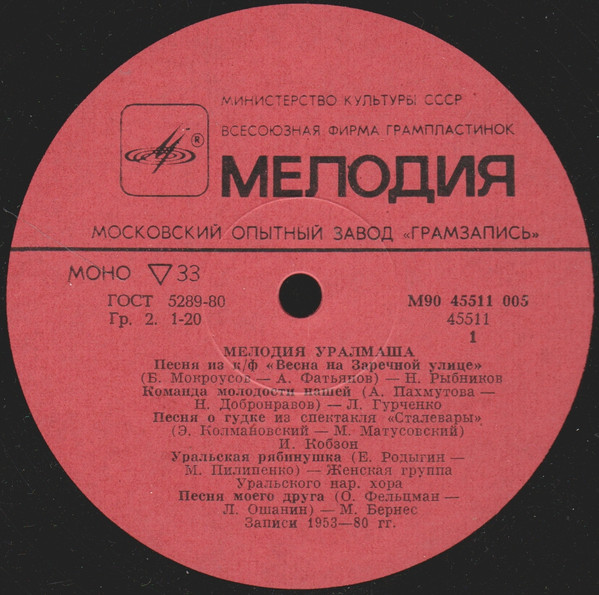 МИНИСТЕРСТВО КУЛЬТУРЫ СССР
ВСЕСОЮЗНАЯ ФИРМА ГРАМПЛАСТИНОК
®
МЕЛОДИЯ
МОСКОВСКИЙ ОПЫТНЫЙ ЗАВОД «ГРАМЗАПИСЬ»
МОНО ▽ 33
ГОСТ 5289-80
М90 45511 005
Гр. 2. 1-20
45511
1
МЕЛОДИЯ УРАЛМАША
Песня из к/ф «Весна на Заречной улице»
(Б. Мокроусов — А. Фатьянов) — Н. Рыбников
Команда молодости нашей (А. Пахмутова —
Н. Добронравов) — Л. Гурченко
Песня о гудке из спектакля «Сталевары»
(Э. Колмановский — М. Матусовский)
И. Кобзон
Уральская рябинушка (Е. Родыгин —
М. Пилипенко) — Женская группа
Уральского нар. хора
Песня моего друга (О. Фельцман —
Л. Ошанин) — М. Бернес
Записи 1953—80 гг.